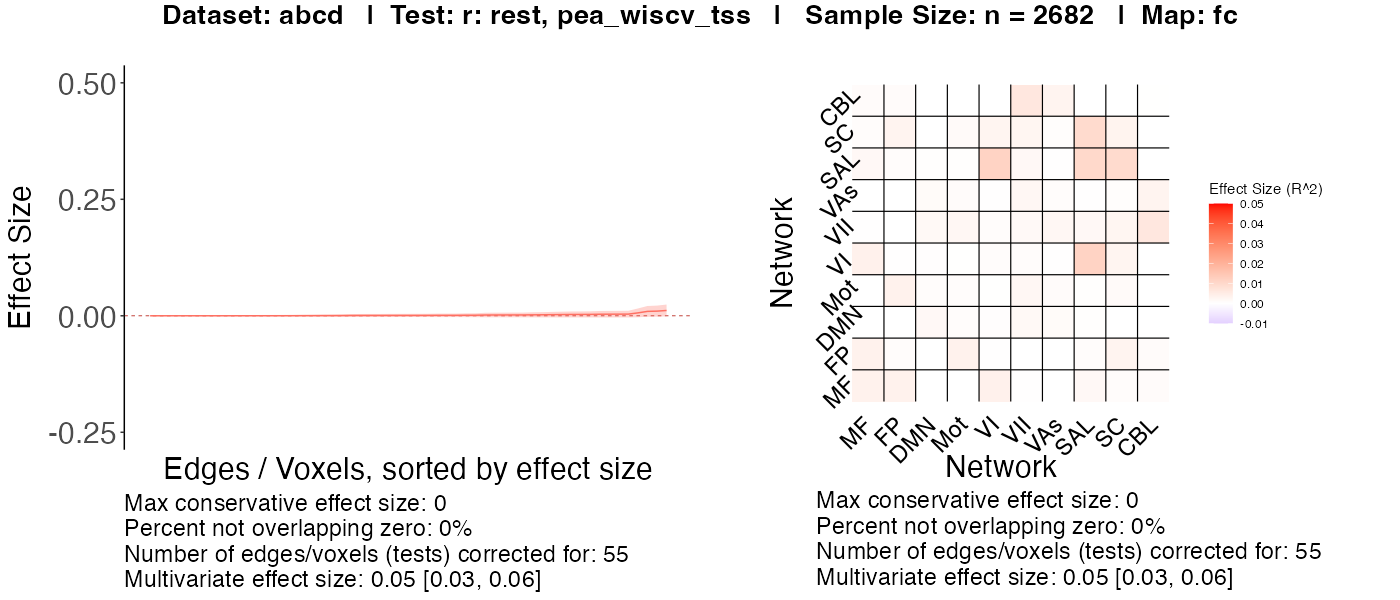 Dataset: abcd | Test: r: rest, pea_wiscv_tss | Sample Size: n = 2682 | Map: fc
Effect Size
0.50
0.25
0.00
-0.25
Edges / Voxels, sorted by effect size
Max conservative effect size: 0
Percent not overlapping zero: 0%
Number of edges/voxels (tests) corrected for: 55
Multivariate effect size: 0.05 [0.03, 0.06]
Network
CBL
SC
SAL
VAs
VII
VI
Mot
DMN
FP
MF
MF
FP
DMN
Mot
VI
VII
VAs
SAL
SC
CBL
Network
Effect Size (R^2)
0.05
0.04
0.03
0.02
0.01
0.00
-0.01
Max conservative effect size: 0
Percent not overlapping zero: 0%
Number of edges/voxels (tests) corrected for: 55
Multivariate effect size: 0.05 [0.03, 0.06]